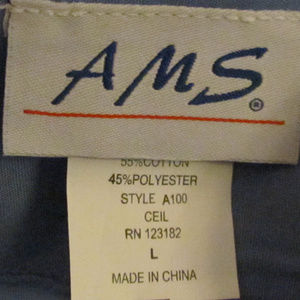 AMS®
55%COTTON
45%POLYESTER
STYLE A100
CEIL
RN 123182
L
MADE IN CHINA